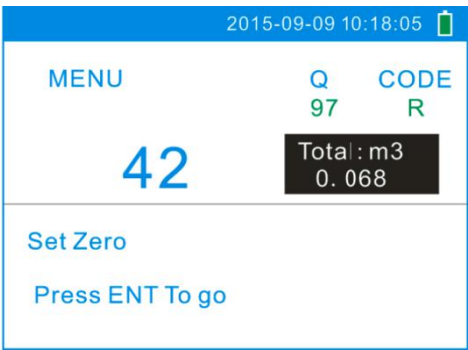 2015-09-09 10:18:05
MENU Q CODE
97 R
42 Total: m3
0. 068
Set Zero
Press ENT To go